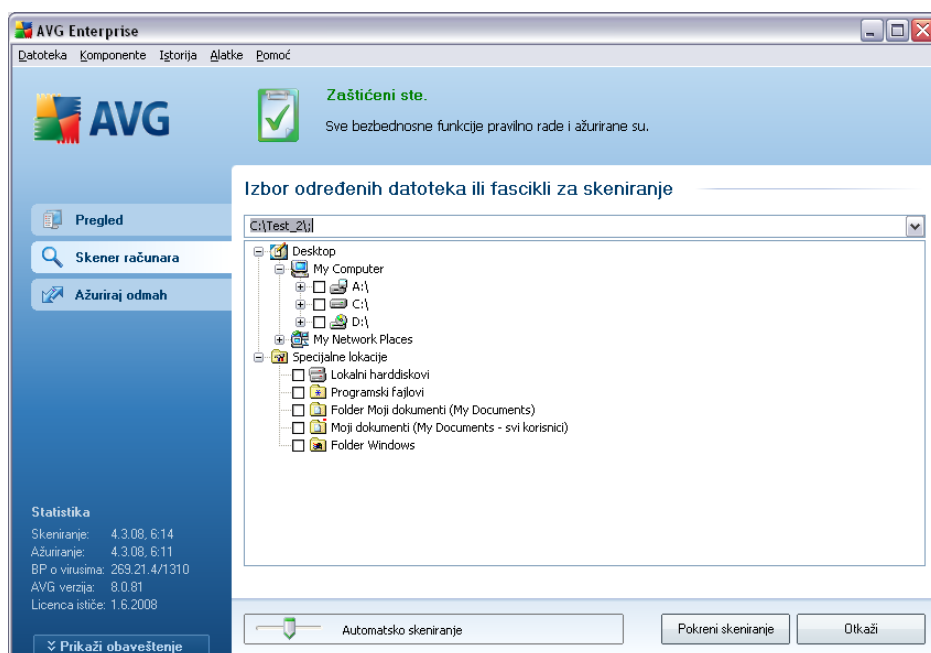 AVG Enterprise
Datoteka Komponente Istorija Alatke Pomoć
AVG
Zaštićeni ste.
Sve bezbednosne funkcije pravilno rade i ažurirane su.
Pregled
Skener računara
Ažuriraj odmah
Izbor određenih datoteka ili fascikli za skeniranje
C:\Test_2\;
Desktop
My Computer
A:\
C:\
D:\
My Network Places
Specijalne lokacije
Lokalni harddiskovi
Programski fajlovi
Folder Moji dokumenti (My Documents)
Moji dokumenti (My Documents - svi korisnici)
Folder Windows
Statistika
Skeniranje: 4.3.08, 6:14
Ažuriranje: 4.3.08, 6:11
BP o virusima: 269.21.4/1310
AVG verzija: 8.0.81
Licenca ističe: 1.6.2008
Prikaži obaveštenje
Automatsko skeniranje
Pokreni skeniranje
Otkaži